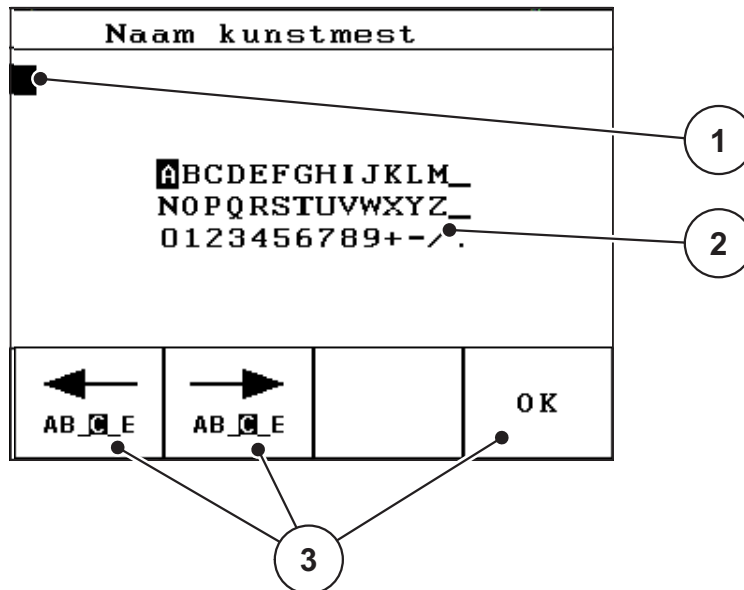 Naam kunstmest
1
ABCDEFGHIJKLM_
NOPQRSTUVWXYZ_
0123456789+-/.
2
AB_C_E
AB_C_E
OK
3